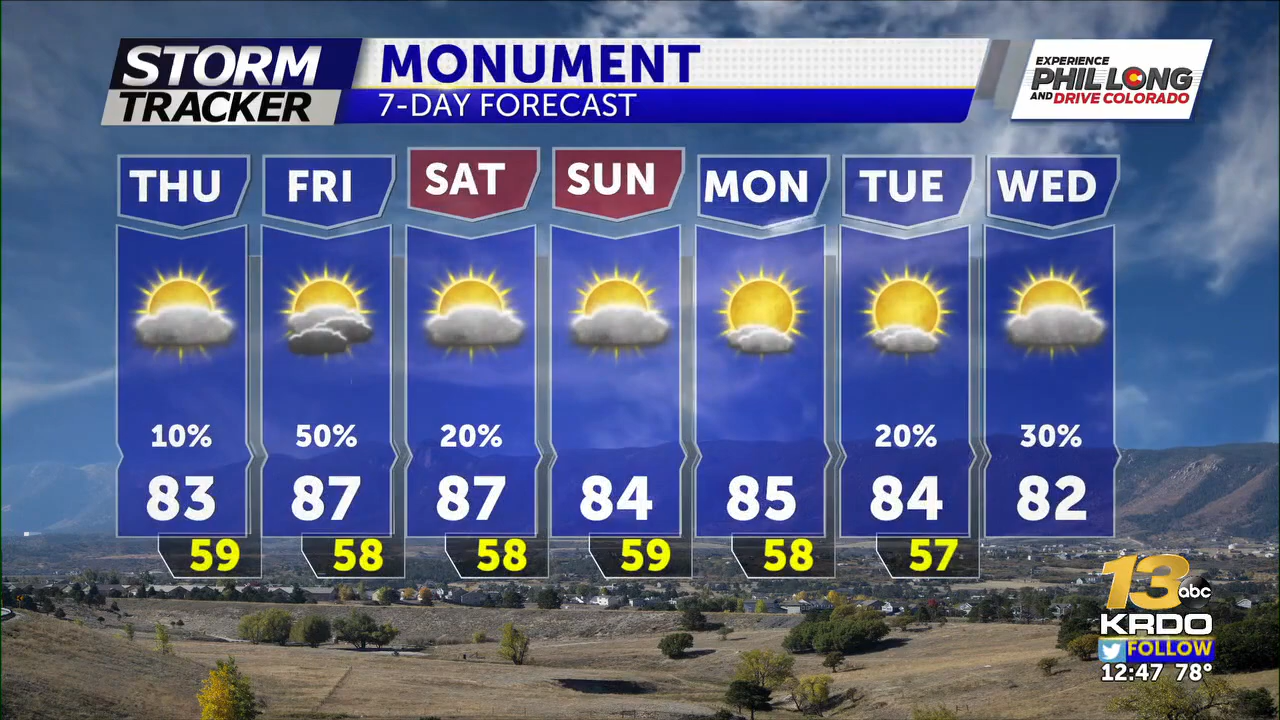 STORM
TRACKER
MONUMENT
7-DAY FORECAST
EXPERIENCE
PHIL LONG
AND DRIVE COLORADO
THU FRI SAT SUN MON TUE WED
10% 50% 20% 20% 30%
83 87 87 84 85 84 82
59 58 58 59 58 57
13 abc
KRDO
FOLLOW
12:47 78°